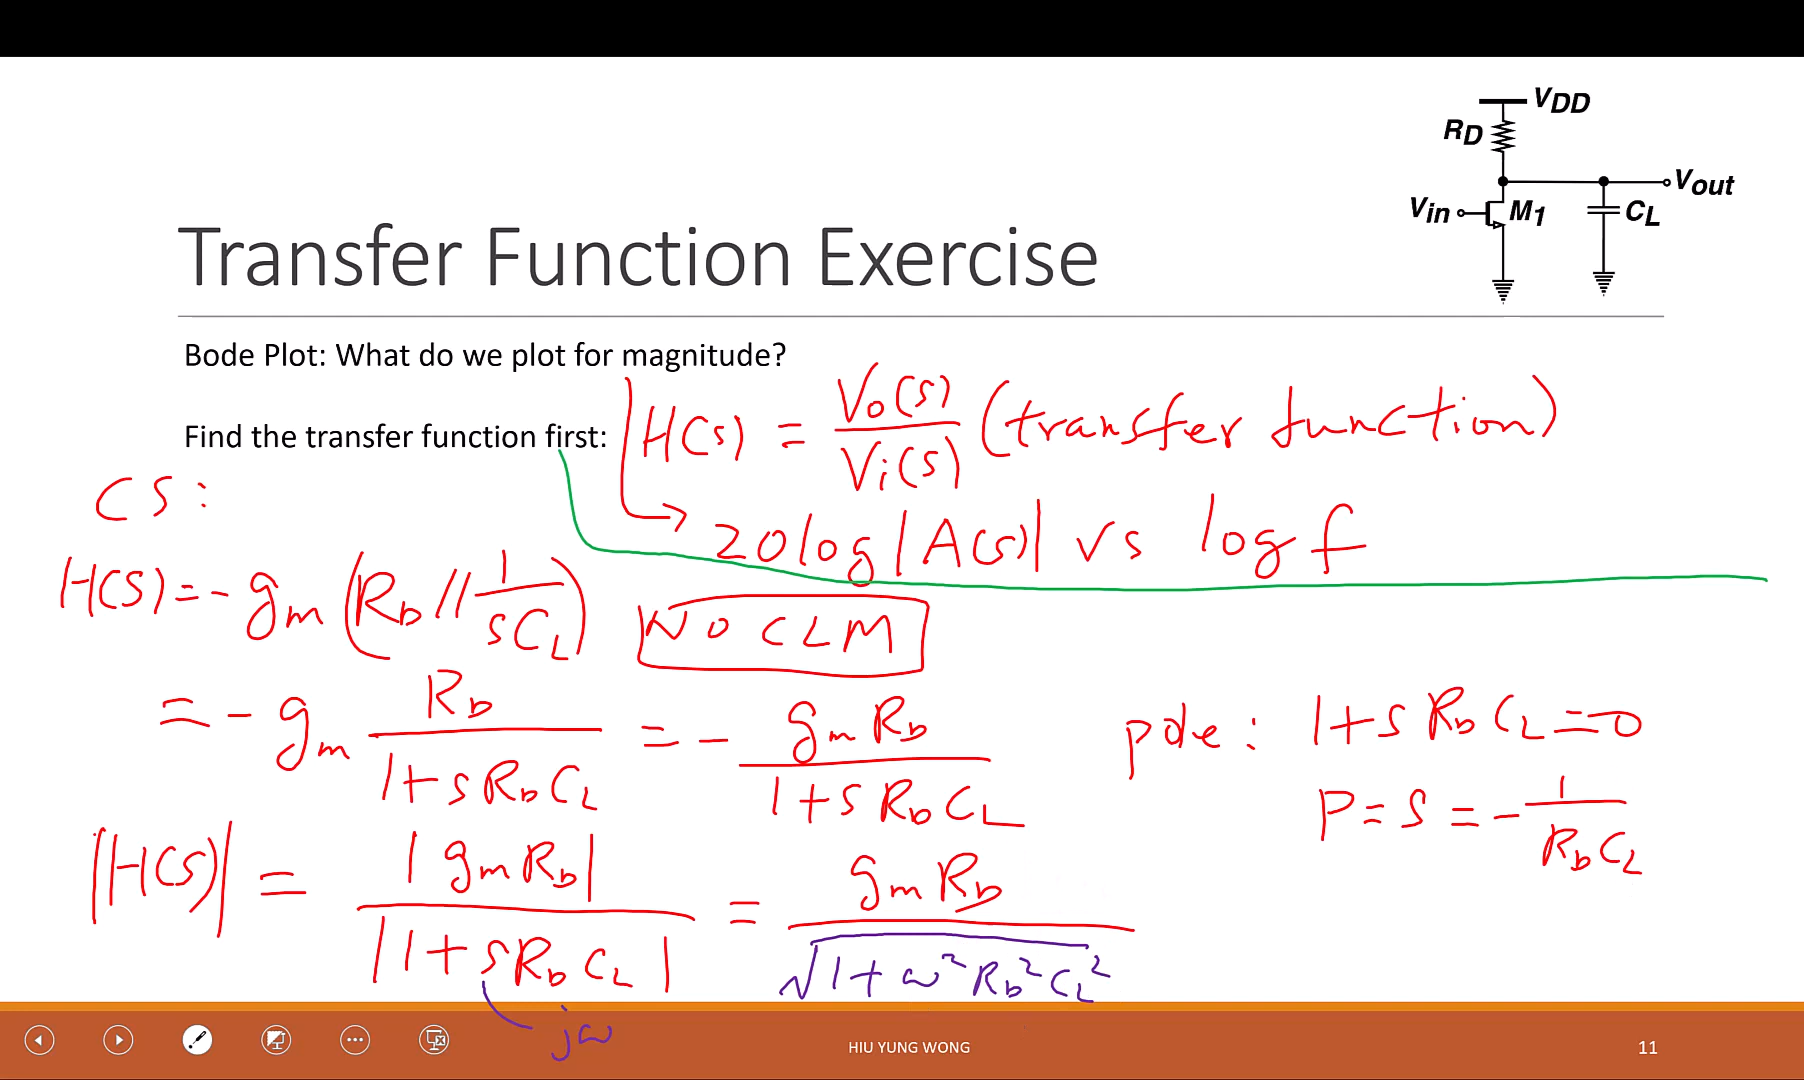 VDD
RD
Vout
Vin
M1
CL
Transfer Function Exercise
Bode Plot: What do we plot for magnitude?
Find the transfer function first:
H(s) = Vo(s)/Vi(s) (transfer function)
20log|A(s)| vs log f
CS:
H(s) = -gm (RD // 1/sCL)
NO CLM
= -gm RD/(1+sRDCL) = - gmRD/(1+sRDCL)
pole: 1+sRDCL=0
P=S=-1/(RDCL)
|H(s)| = |gmRD|/|1+sRDCL| = gmRD/√(1+ω²RD²CL²)
jω
HIU YUNG WONG
11